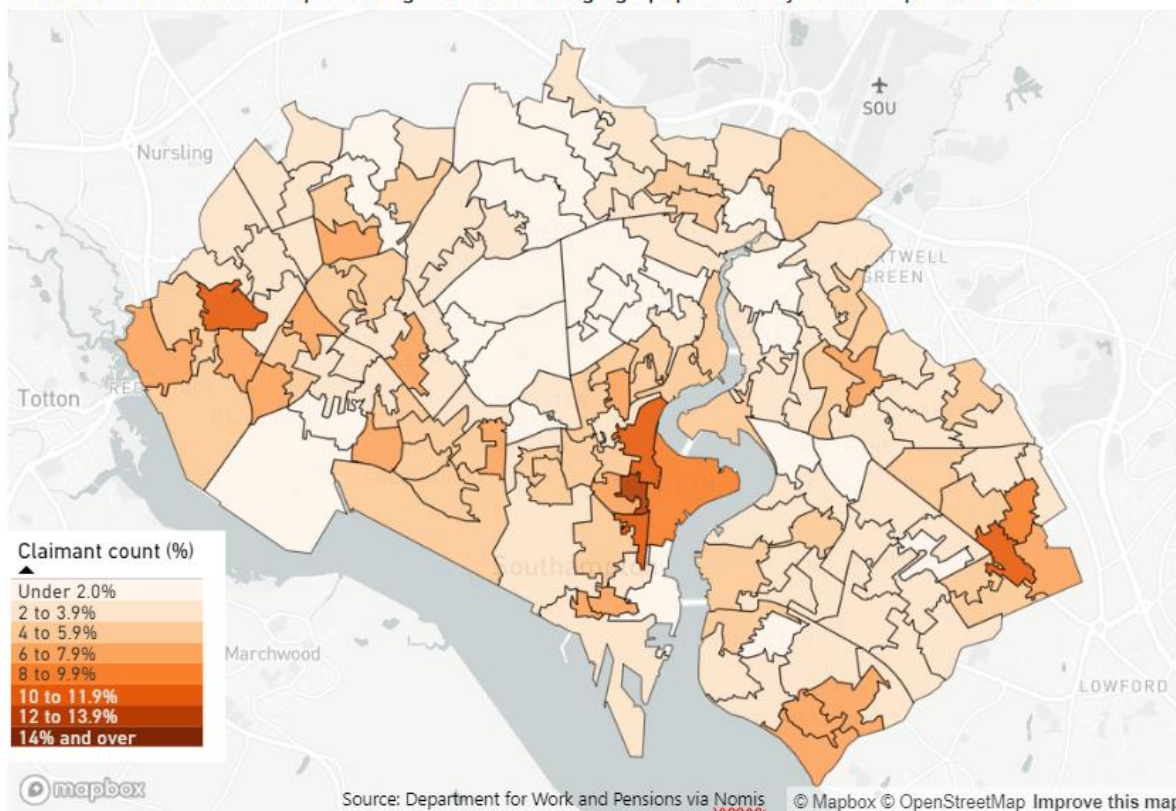 SOU
Nursling
GREEN
Totton
Southampton
Claimant count (%)
Under 2.0%
2 to 3.9%
4 to 5.9%
6 to 7.9%
8 to 9.9%
10 to 11.9%
12 to 13.9%
14% and over
Marchwood
LOWFORD
mapbox
Source: Department for Work and Pensions via Nomis
© Mapbox © OpenStreetMap Improve this ma